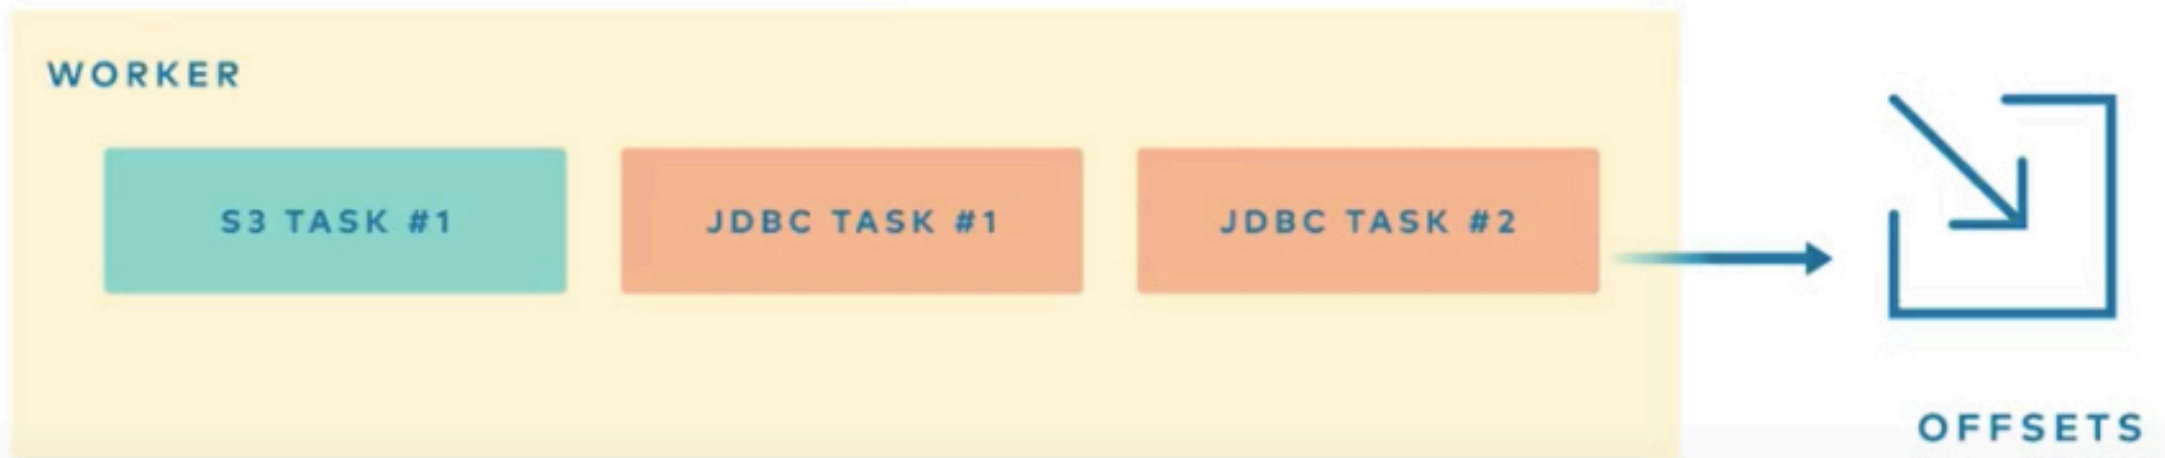 WORKER
S3 TASK #1
JDBC TASK #1
JDBC TASK #2
OFFSETS